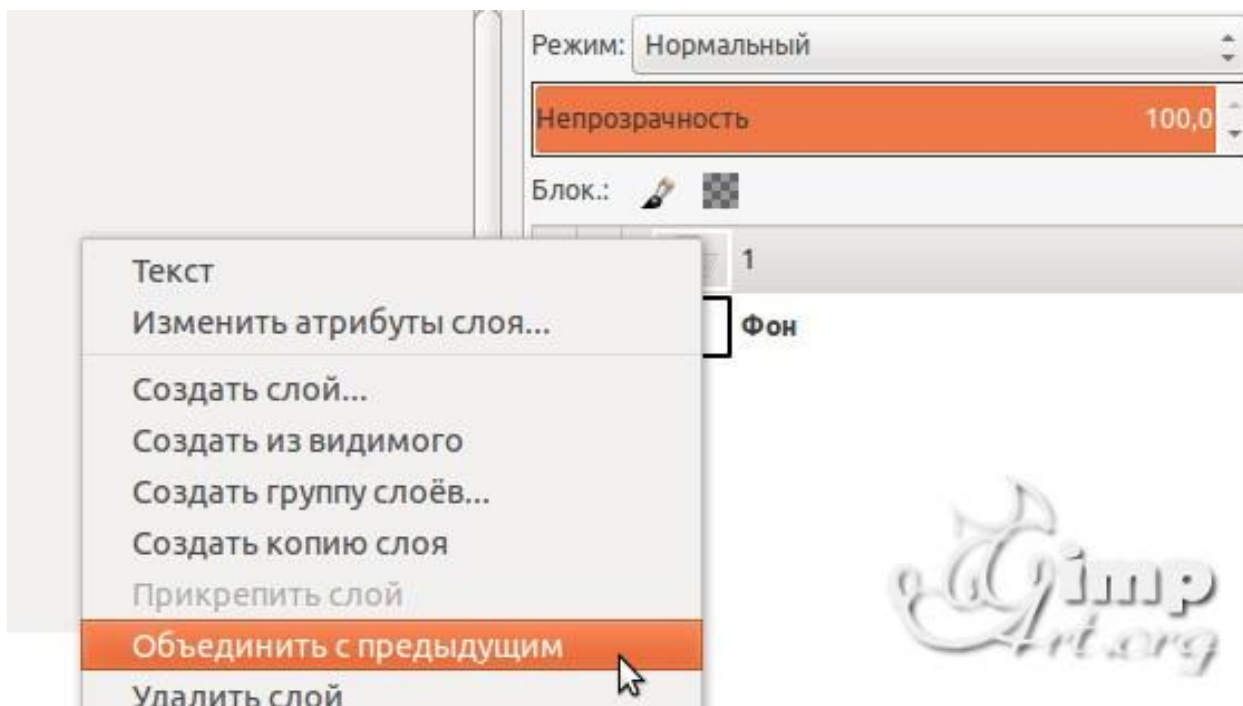 Режим: Нормальный
Непрозрачность 100,0
Блок.:
1
Фон
Текст
Изменить атрибуты слоя...
Создать слой...
Создать из видимого
Создать группу слоёв...
Создать копию слоя
Прикрепить слой
Объединить с предыдущим
Удалить слой
Gimp
Art.org